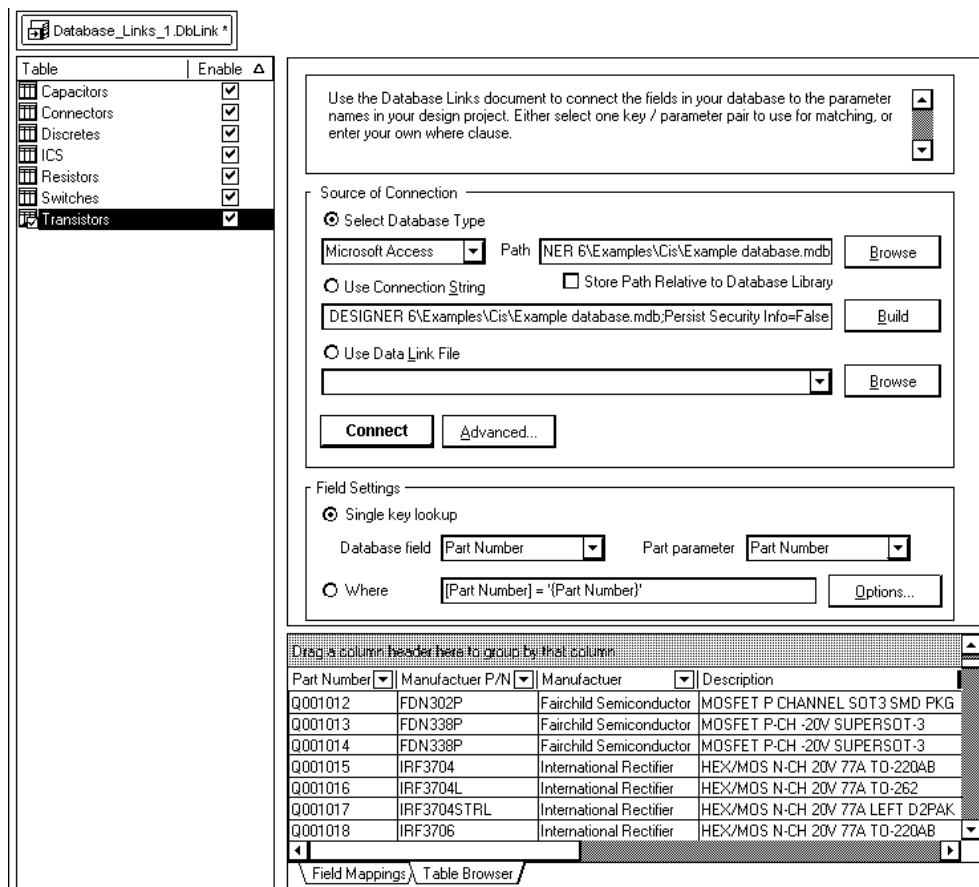 Database_Links_1.DbLink *
Table Enable
Capacitors
Connectors
Discretes
ICS
Resistors
Switches
Transistors
Use the Database Links document to connect the fields in your database to the parameter
names in your design project. Either select one key / parameter pair to use for matching, or
enter your own where clause.
Source of Connection
Select Database Type
Microsoft Access Path NER 6\Examples\Cis\Example database.mdb Browse
Use Connection String Store Path Relative to Database Library
DESIGNER 6\Examples\Cis\Example database.mdb;Persist Security Info=False Build
Use Data Link File
Browse
Connect Advanced...
Field Settings
Single key lookup
Database field Part Number Part parameter Part Number
Where [Part Number] = '{Part Number}' Options...
Drag a column header here to group by that column
Part Number Manufactuer P/N Manufactuer Description
Q001012 FDN302P Fairchild Semiconductor MOSFET P CHANNEL SOT3 SMD PKG
Q001013 FDN338P Fairchild Semiconductor MOSFET P-CH -20V SUPERSOT-3
Q001014 FDN338P Fairchild Semiconductor MOSFET P-CH -20V SUPERSOT-3
Q001015 IRF3704 International Rectifier HEX/MOS N-CH 20V 77A TO-220AB
Q001016 IRF3704L International Rectifier HEX/MOS N-CH 20V 77A TO-262
Q001017 IRF3704STRL International Rectifier HEX/MOS N-CH 20V 77A LEFT D2PAK
Q001018 IRF3706 International Rectifier HEX/MOS N-CH 20V 77A TO-220AB
Field Mappings Table Browser